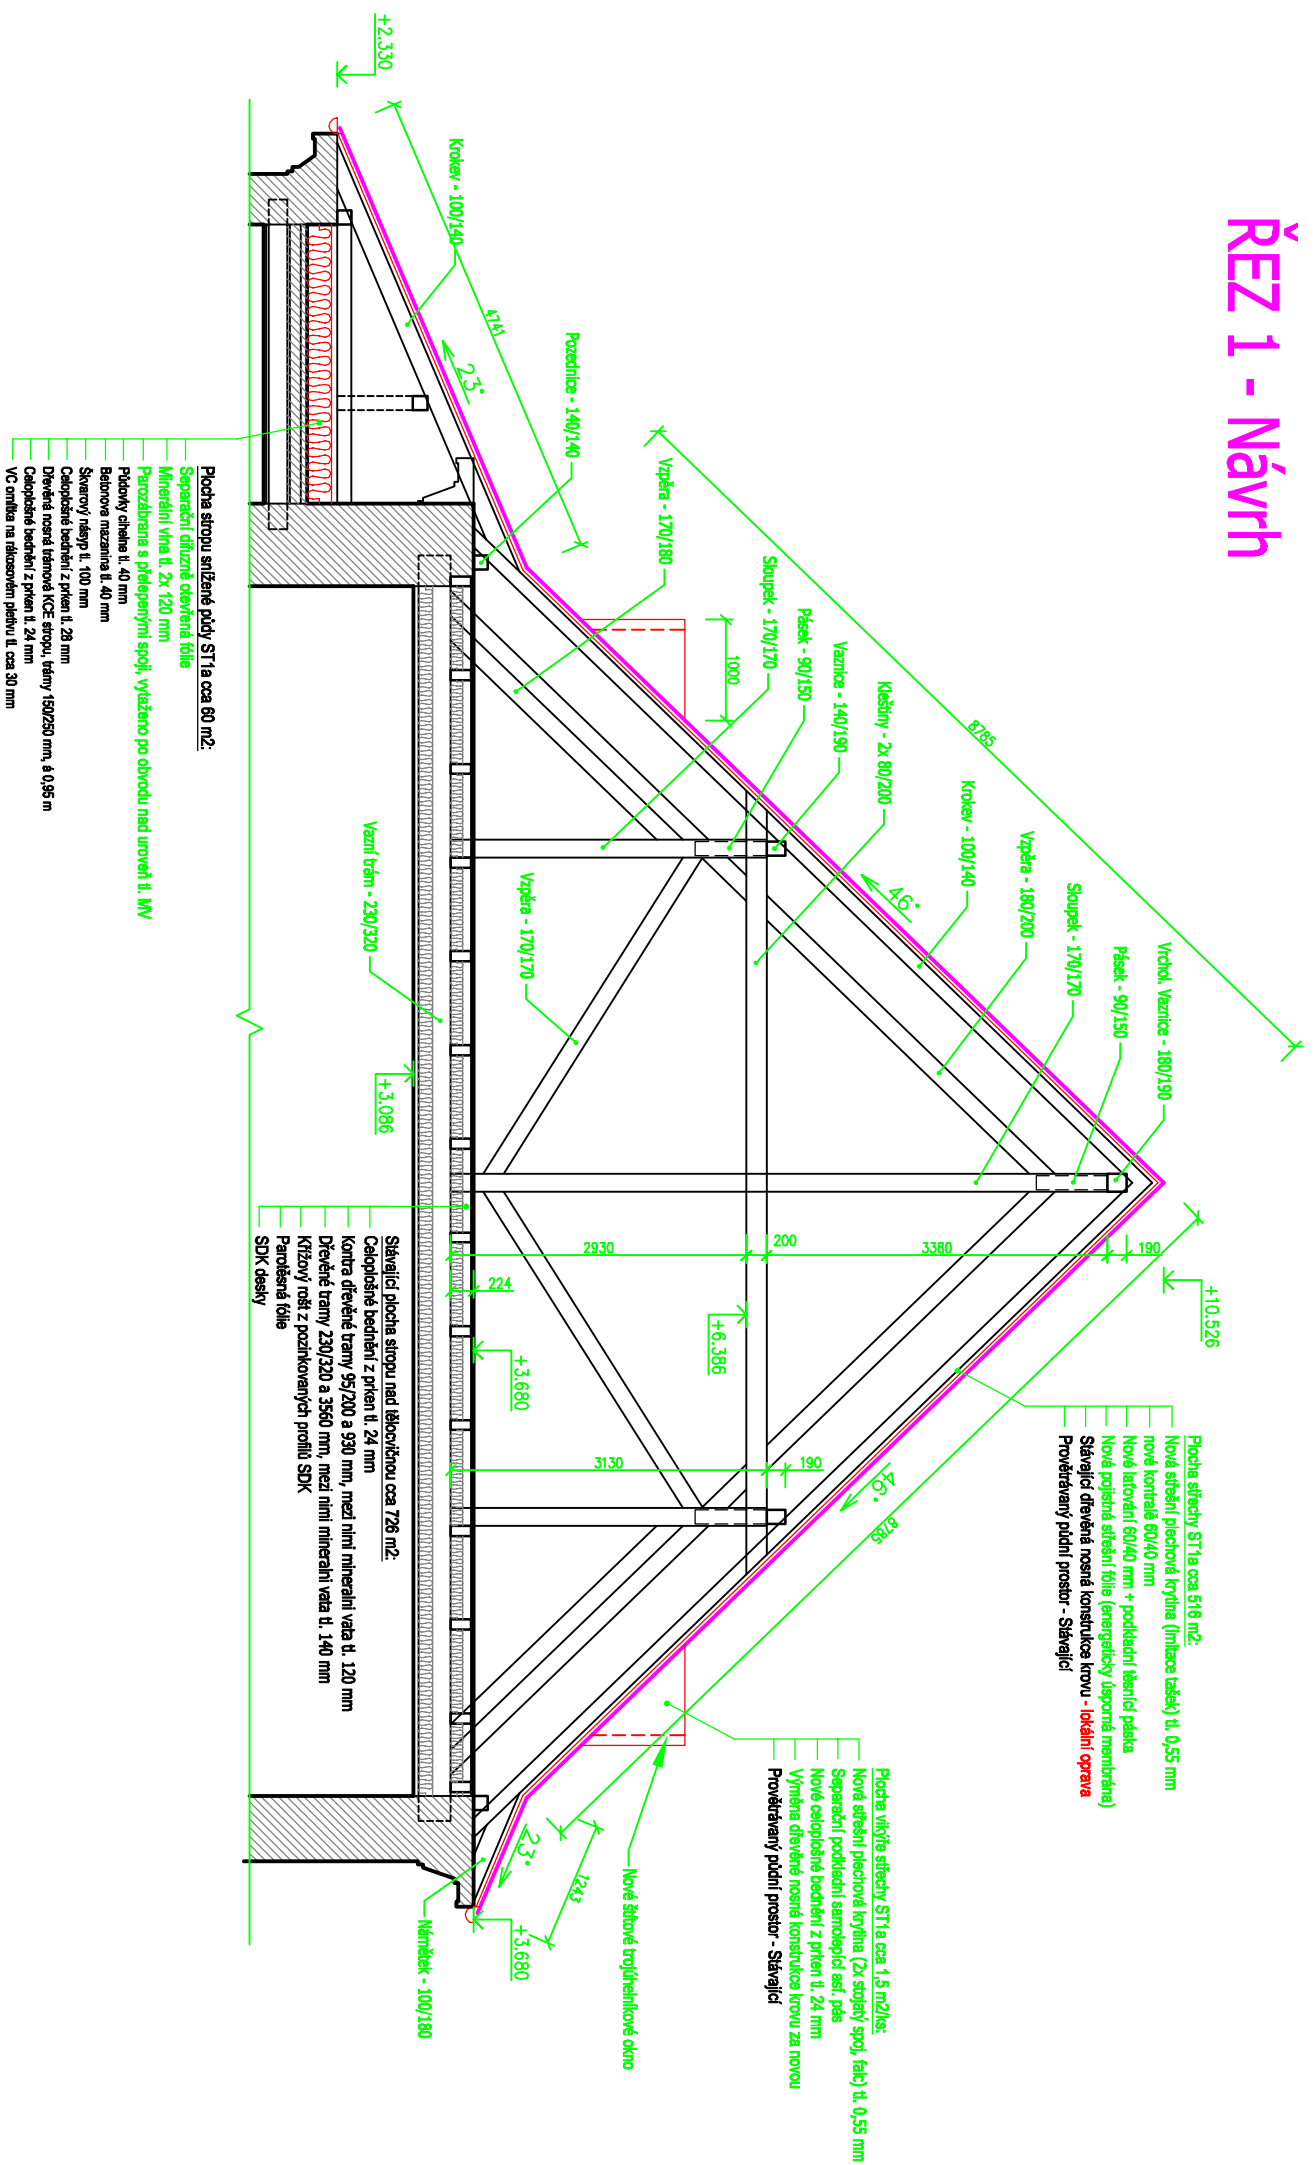 ŘEZ 1 - Návrh
+2.330
Krokev - 100/140
4741
23°
Pozednice - 140/140
Vzpěra - 170/180
Sloupek - 170/170
1000
Pásek - 90/150
Vaznice - 140/190
Kleštiny - 2x 80/200
8785
Krokev - 100/140
46°
Vzpěra - 180/200
Sloupek - 170/170
Pásek - 90/150
Vrchol. Vaznice - 180/190
Vzpěra - 170/170
Vazní trám - 230/320
+3.086
2930
200
3380
190
224
+10.526
+6.386
+3.680
3130
190
46°
8785
23°
1243
+3.680
Námětek - 100/180
Nové štítové trojúhelníkové okno
Plocha střechy ST1a cca 516 m2:
Nová střešní plechová krytina (imitace tašek) tl. 0,55 mm
nové kontralě 60/40 mm
Nové laťování 60/40 mm + podkladní těsnící páska
Nová pojistná střešní fólie (energeticky úsporná membrána)
Stávající dřevěná nosná konstrukce krovu - lokální oprava
Provětrávaný půdní prostor - Stávající
Plocha vikýře střechy ST1a cca 1,5 m2/ks:
Nová střešní plechová krytina (2x stojatý spoj, falc) tl. 0,55 mm
Separační podkladní samolepící asf. pás
Nové celoplošné bednění z prken tl. 24 mm
Výměna dřevěné nosné konstrukce krovu za novou
Provětrávaný půdní prostor - Stávající
Stávající plocha stropu nad tělocvičnou cca 726 m2:
Celoplošné bednění z prken tl. 24 mm
Kontra dřevěné tramy 95/200 a 930 mm, mezi nimi mineralni vata tl. 120 mm
Dřevěné tramy 230/320 a 3560 mm, mezi nimi mineralni vata tl. 140 mm
Křížový rošt z pozinkovaných profilů SDK
Parotěsná fólie
SDK desky
Plocha stropu snížené půdy ST1a cca 60 m2:
Separační difuzně otevřená fólie
Minerální vlna tl. 2x 120 mm
Parozábrana s přelepenými spoji, vytaženo po obvodu nad uroveň tl. MV
Půdovky cihelne tl. 40 mm
Betonova mazanina tl. 40 mm
Škvarový násyp tl. 100 mm
Celoplošné bednění z prken tl. 28 mm
Dřevěná nosná trámová KCE stropu, trámy 150/250 mm, á 0,95 m
Celoplošné bednění z prken tl. 24 mm
VC omítka na rákosovém pletivu tl. cca 30 mm